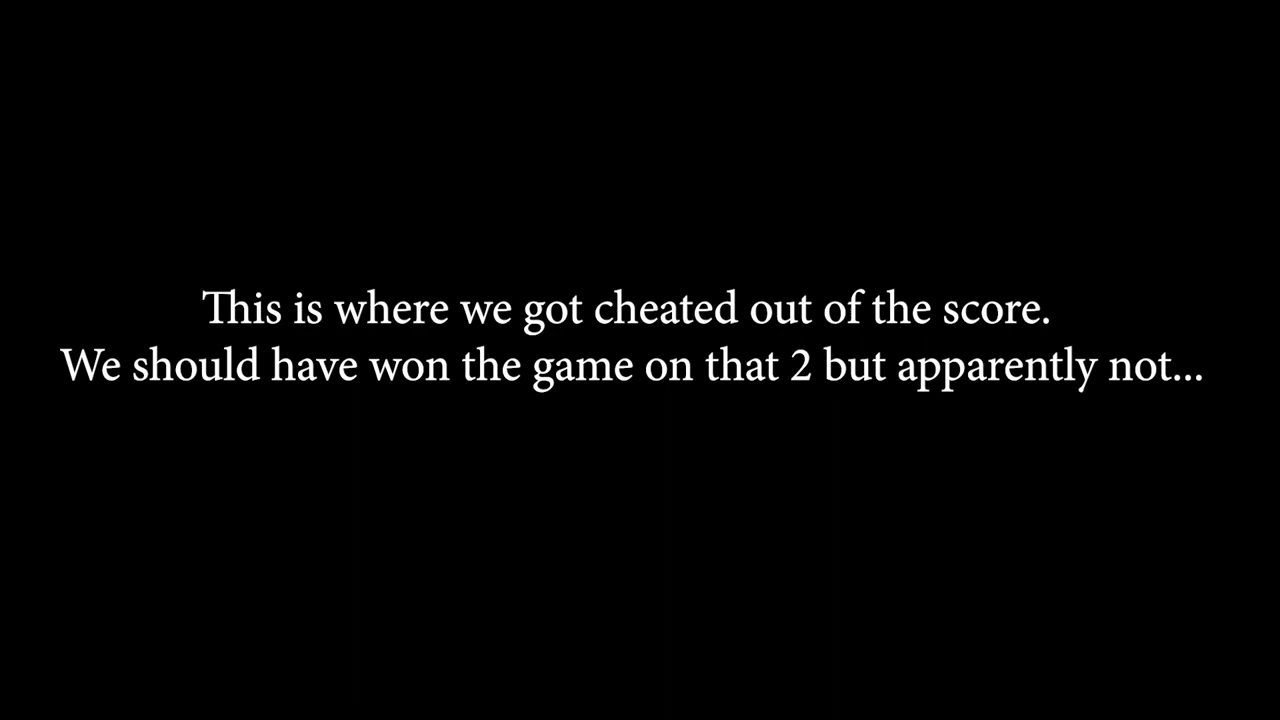 This is where we got cheated out of the score.
We should have won the game on that 2 but apparently not...